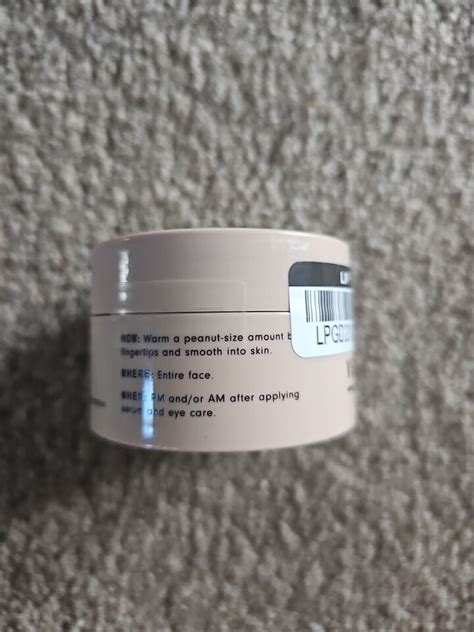 HOW: Warm a peanut-size amount
fingertips and smooth into skin.
WHERE: Entire face.
WHEN: PM and/or AM after applying
serum and eye care.